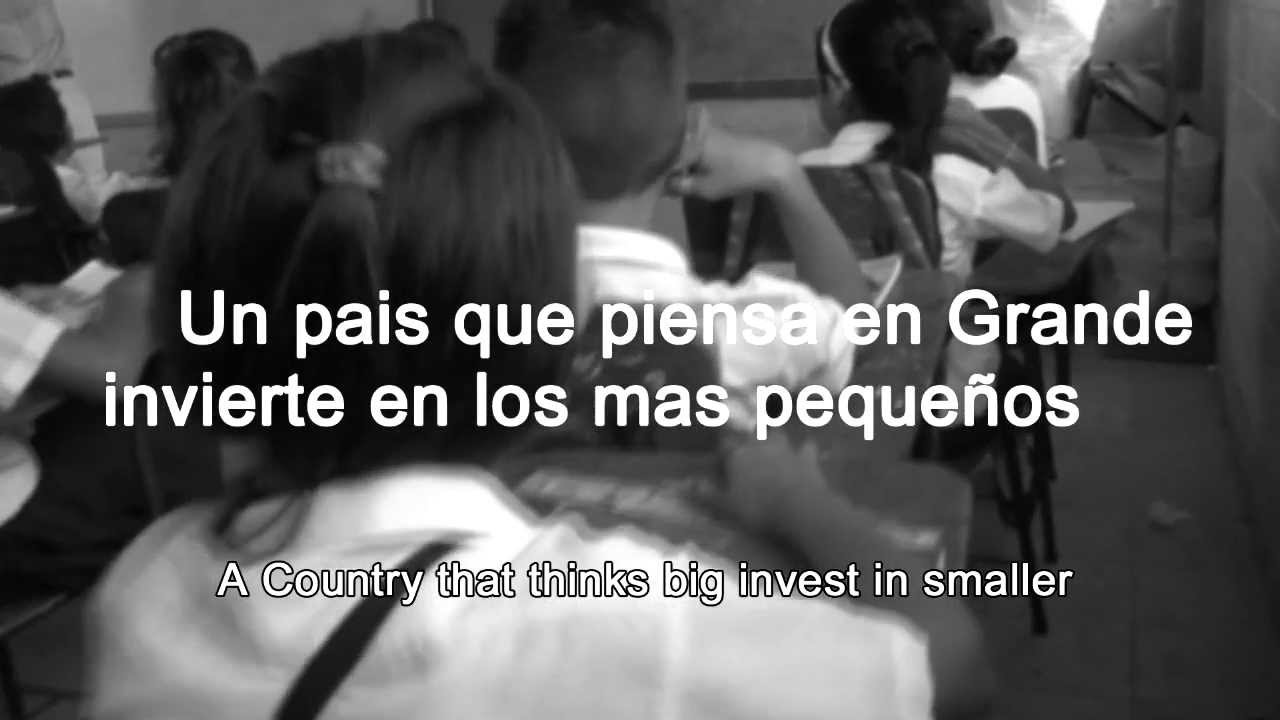 Un pais que piensa en Grande
invierte en los mas pequeños
A Country that thinks big invest in smaller